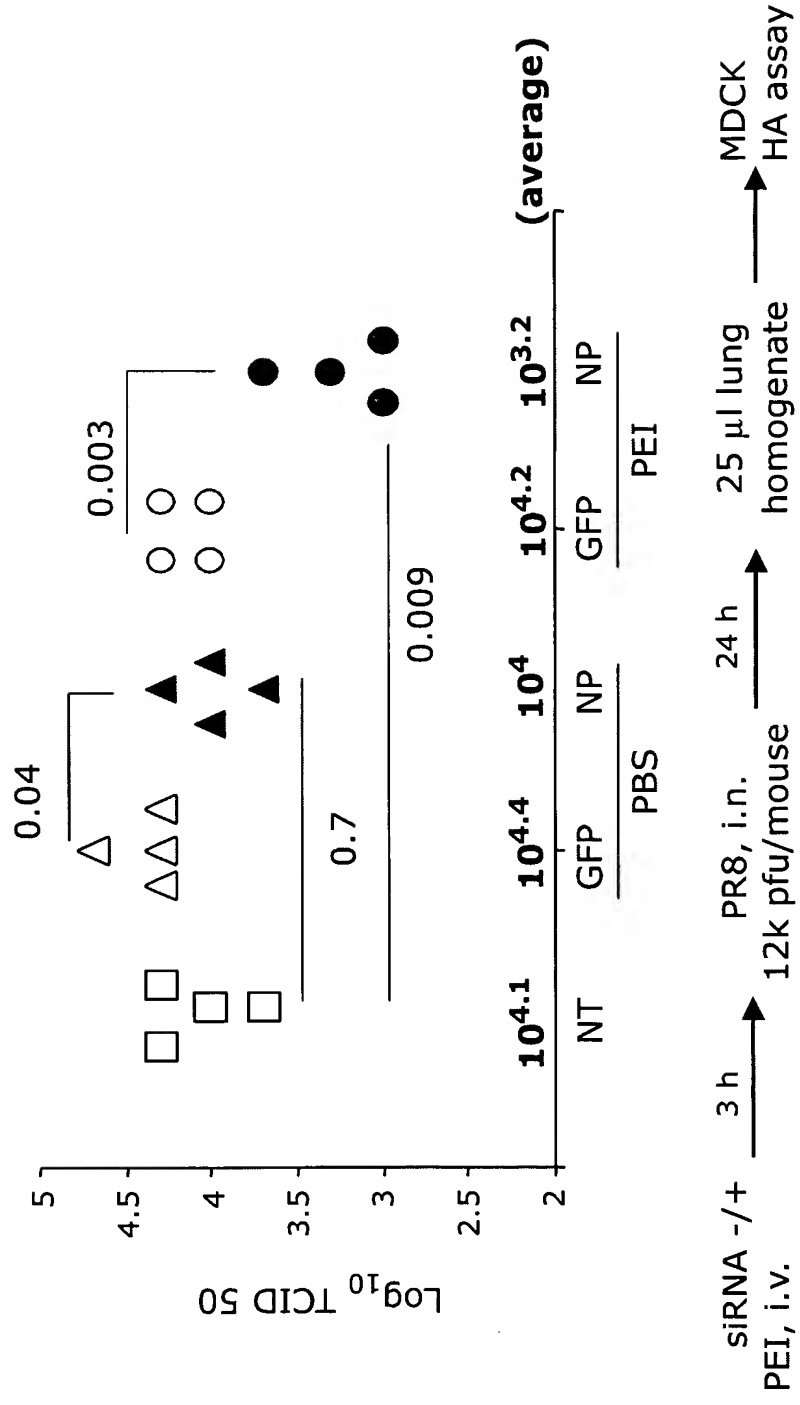 0.04
0.003
0.7
0.009
5
4.5
4
3.5
3
2.5
2
Log10 TCID 50
10^4.1 10^4.4 10^4 10^4.2 10^3.2 (average)
NT GFP NP GFP NP
PBS PEI
siRNA -/+
PEI, i.v.
3 h
PR8, i.n.
12k pfu/mouse
24 h
25 µl lung
homogenate
MDCK
HA assay